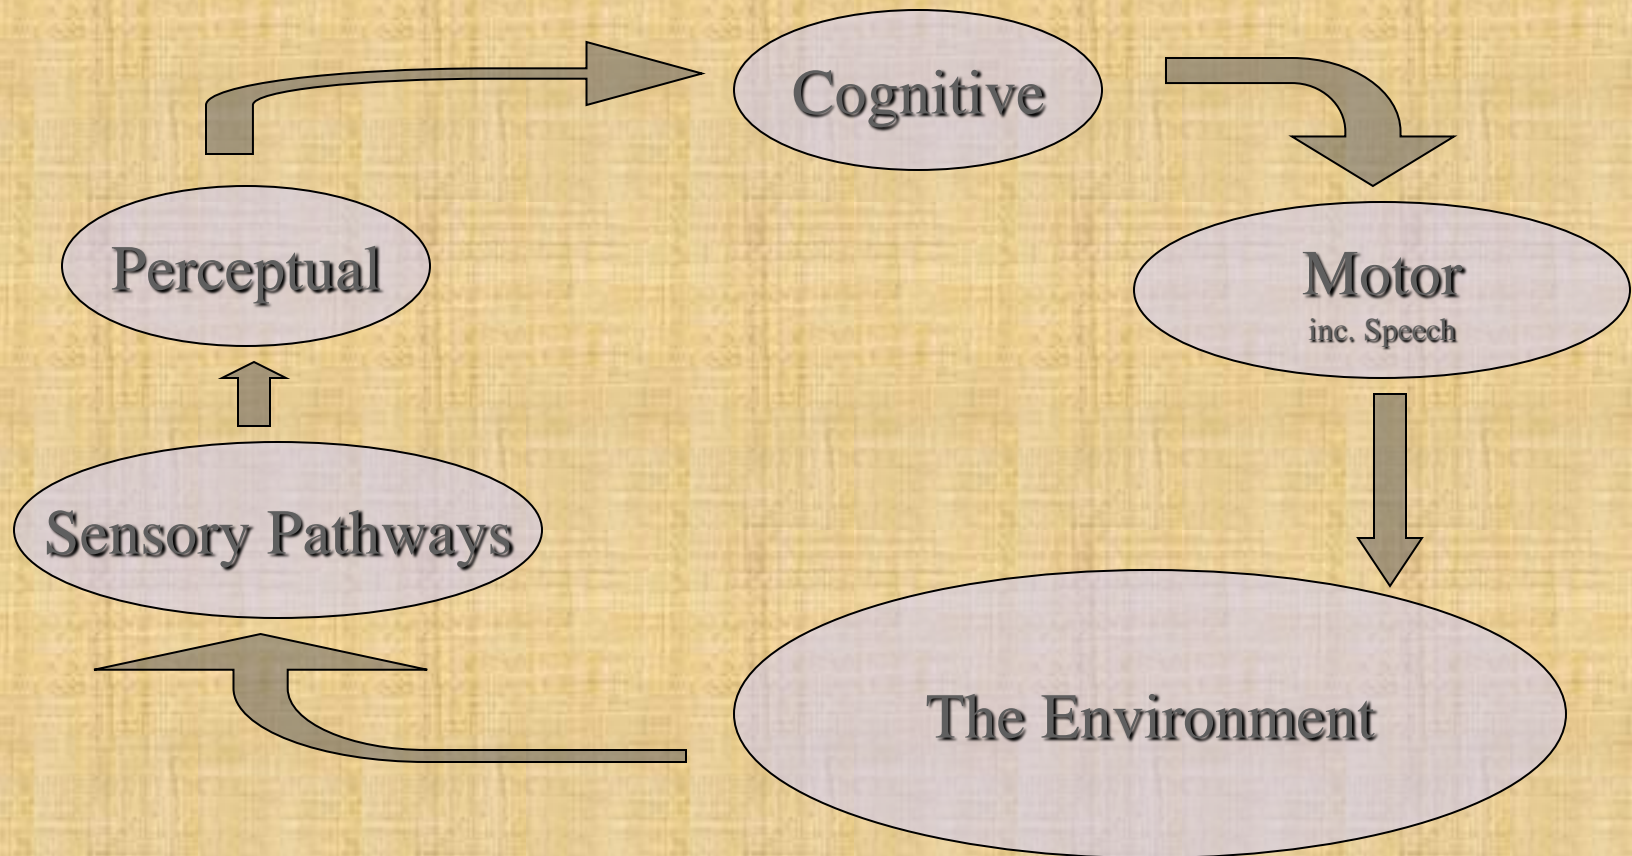 Cognitive
Perceptual
Motor
inc. Speech
Sensory Pathways
The Environment